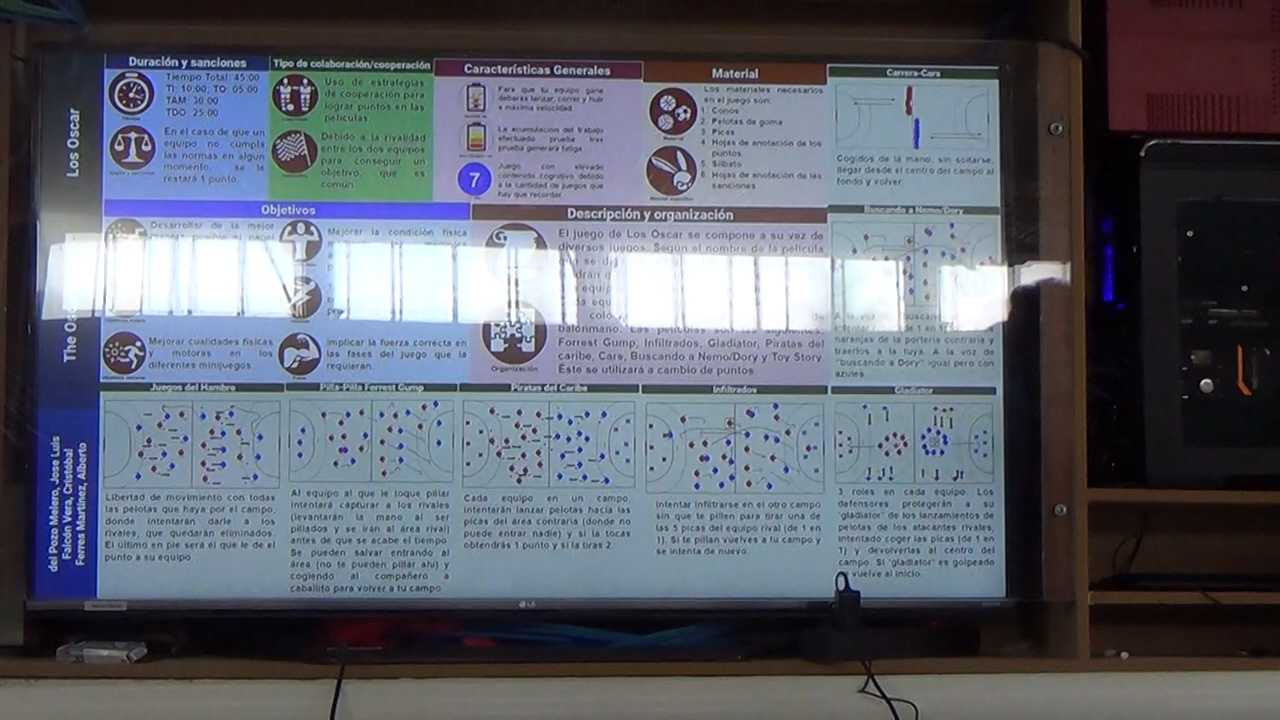 Los Oscar
del Pozo Melero, Jose Luis
Falcón Vera, Cristóbal
Ferres Martínez, Alberto
Duración y sanciones
Tiempo Total: 45:00
TI: 10:00; TO: 05:00
TAM: 30:00
TDO: 25:00
En el caso de que un
equipo no cumpla
las normas en algun
momento, se le
restará 1 punto.
Tipo de colaboración/cooperación
Uso de estrategias
de cooperación para
lograr puntos en las
películas.
Debido a la rivalidad
entre los dos equipos
para conseguir un
objetivo, que es
común.
Características Generales
Para que tu equipo gane
deberás lanzar, correr y huir
a máxima velocidad.
La acumulación del trabajo
efectuado prueba tras
prueba generará fatiga.
7
Juego con elevado
contenido cognitivo debido
a la cantidad de juegos que
hay que recordar.
Material
Los materiales necesarios
en el juego son:
1. Conos
2. Pelotas de goma
3. Picas
4. Hojas de anotación de los
puntos
5. Silbato
6. Hojas de anotación de las
sanciones
Carrera-Cars
Cogidos de la mano, sin soltarse,
llegar desde el centro del campo al
fondo y volver.
Objetivos
Desarrollar de la mejor
Mejorar la condición física
Mejorar cualidades físicas
motoras en los
diferentes minijuegos.
Implicar la fuerza correcta en
las fases del juego que la
requieran.
Descripción y organización
El juego de Los Oscar se compone a su vez de
diversos juegos. Según el nombre de la película
balonmano. Las películas son las siguientes:
Forrest Gump, Infiltrados, Gladiator, Piratas del
caribe, Cars, Buscando a Nemo/Dory y Toy Story.
Éste se utilizará a cambio de puntos.
Organización
Buscando a Nemo/Dory
naranjas de la portería contraria y
traerlos a la tuya. A la voz de
"buscando a Dory" igual pero con
azules.
Juegos del Hambre
Libertad de movimiento con todas
las pelotas que haya por el campo,
donde intentarán darle a los
rivales, que quedarán eliminados.
El último en pie será el que le de el
punto a su equipo.
Pilla-Pilla Forrest Gump
Al equipo al que le toque pillar
intentará capturar a los rivales
(levantarán la mano al ser
pillados y se irán al área rival)
antes de que se acabe el tiempo.
Se pueden salvar entrando al
área (no te pueden pillar ahí) y
cogiendo al compañero a
caballito para volver a tu campo
Piratas del Caribe
Cada equipo en un campo,
intentarán lanzar pelotas hacia las
picas del área contraria (donde no
puede entrar nadie) y si la tocas
obtendrás 1 punto y si la tiras 2.
Infiltrados
Intentar infiltrarse en el otro campo
sin que te pillen para tirar una de
las 5 picas del equipo rival (de 1 en
1). Si te pillan vuelves a tu campo y
se intenta de nuevo.
Gladiator
3 roles en cada equipo. Los
defensores protegerán a su
'gladiator' de los lanzamientos de
pelotas de los atacantes rivales,
intentado coger las picas (de 1 en
1) y devolverlas al centro del
campo. Si 'gladiator' es golpeado
vuelve al inicio.
LG